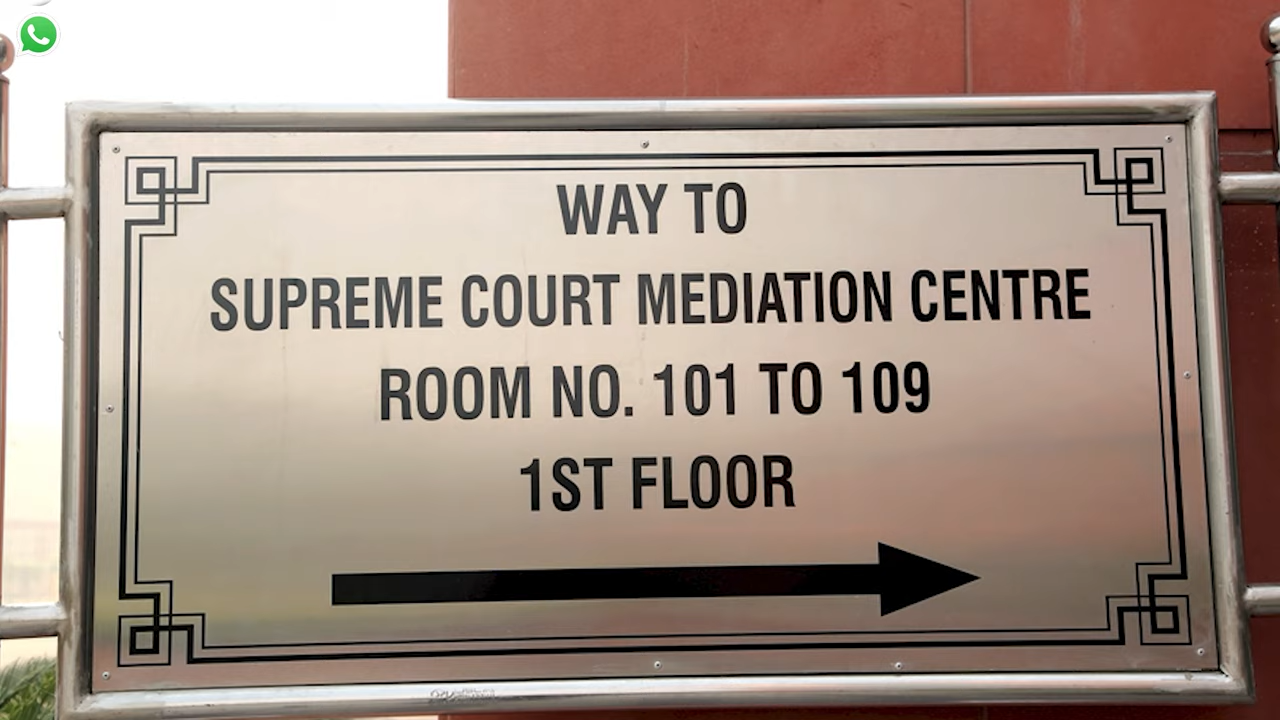 WAY TO
SUPREME COURT MEDIATION CENTRE
ROOM NO. 101 TO 109
1ST FLOOR